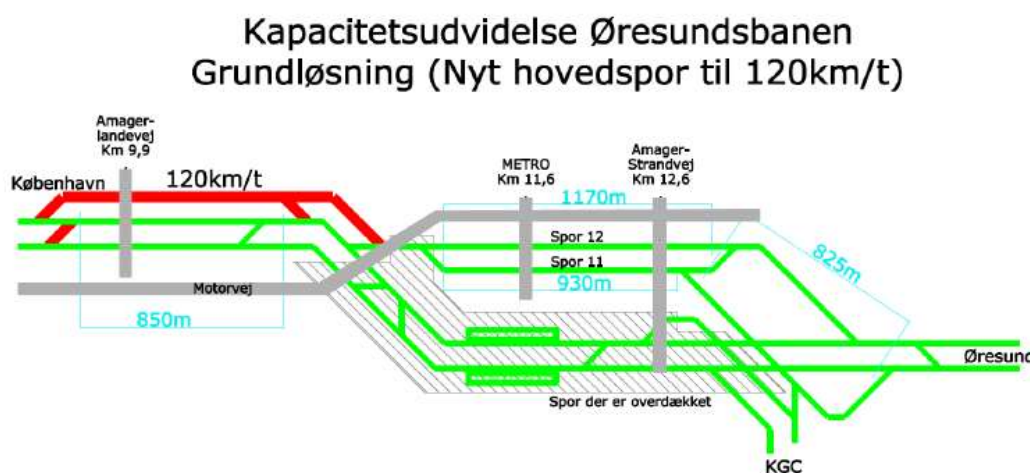 Kapacitetsudvidelse Øresundsbanen
Grundløsning (Nyt hovedspor til 120km/t)
Amager-
landevej
Km 9,9
København
120km/t
METRO
Km 11,6
Amager-
Strandvej
Km 12,6
1170m
Spor 12
Spor 11
825m
Motorvej
930m
850m
Øresund
Spor der er overdækket
KGC